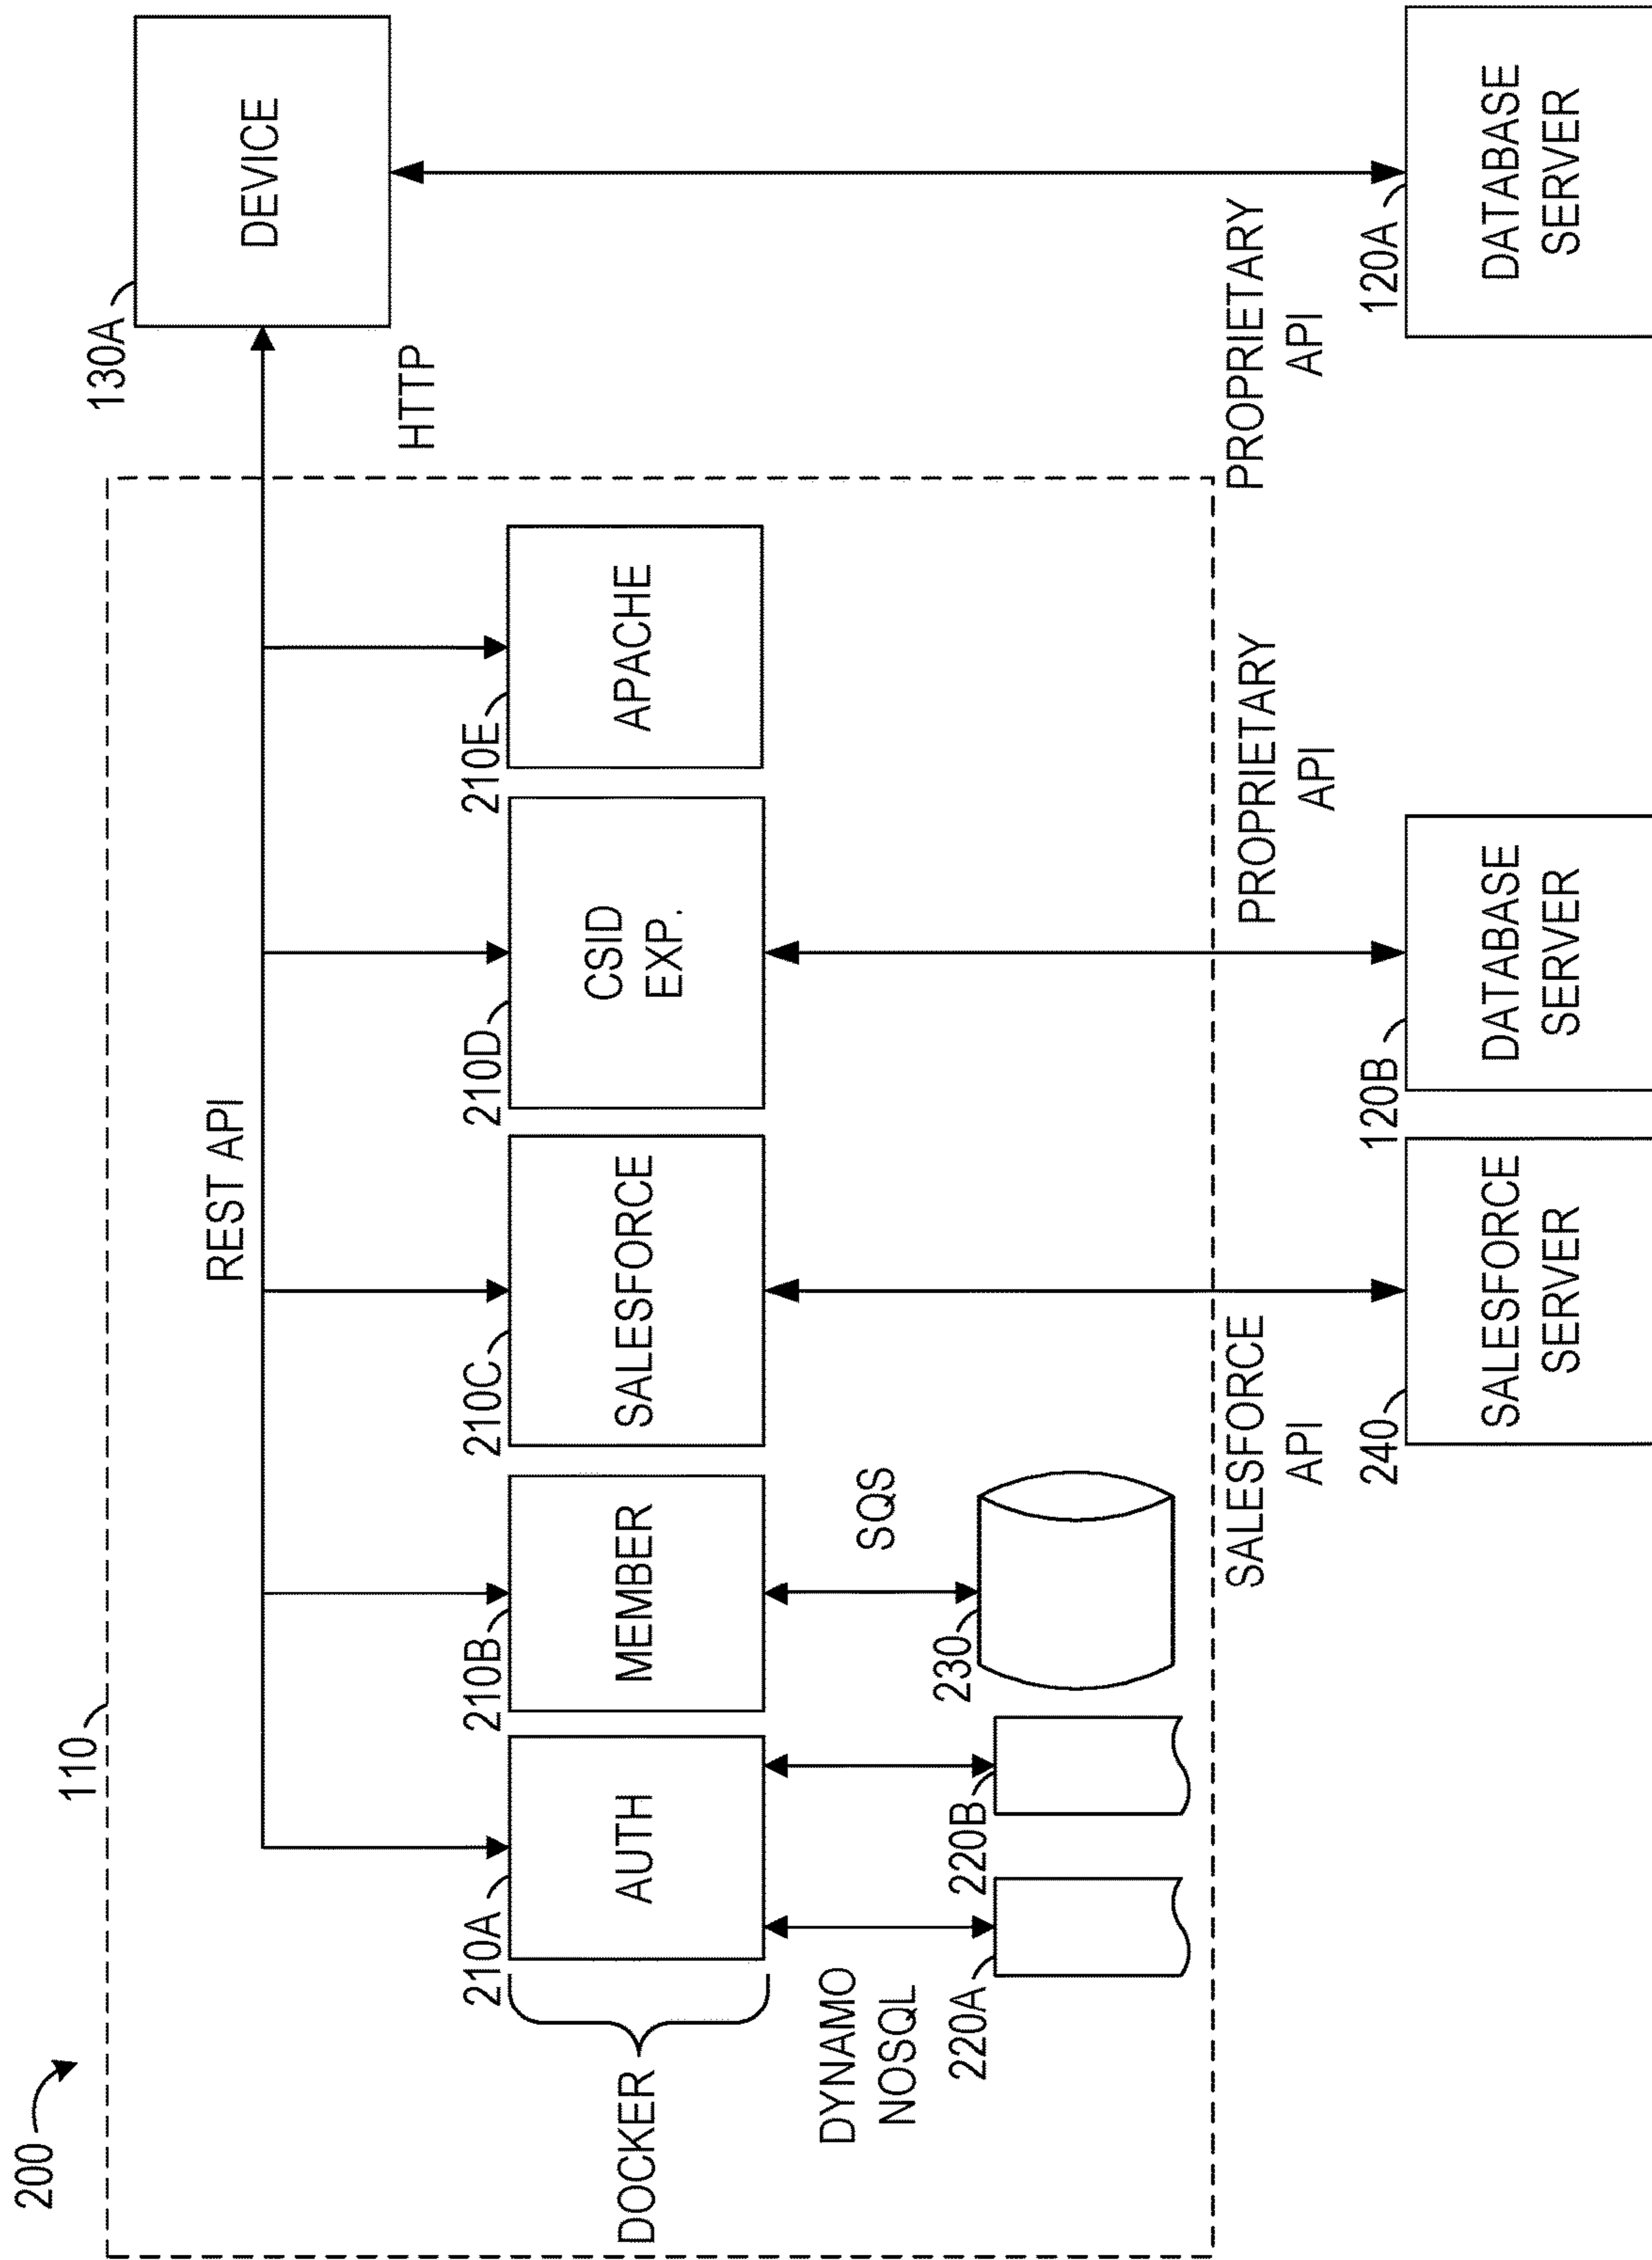 200
110
REST API
130A
DEVICE
HTTP
DOCKER
210A
AUTH
210B
MEMBER
210C
SALESFORCE
210D
CSID
EXP.
210E
APACHE
DYNAMO
NOSQL
220A
220B
SQS
230
SALESFORCE
API
PROPRIETARY
API
PROPRIETARY
API
240
SALESFORCE
SERVER
120B
DATABASE
SERVER
120A
DATABASE
SERVER